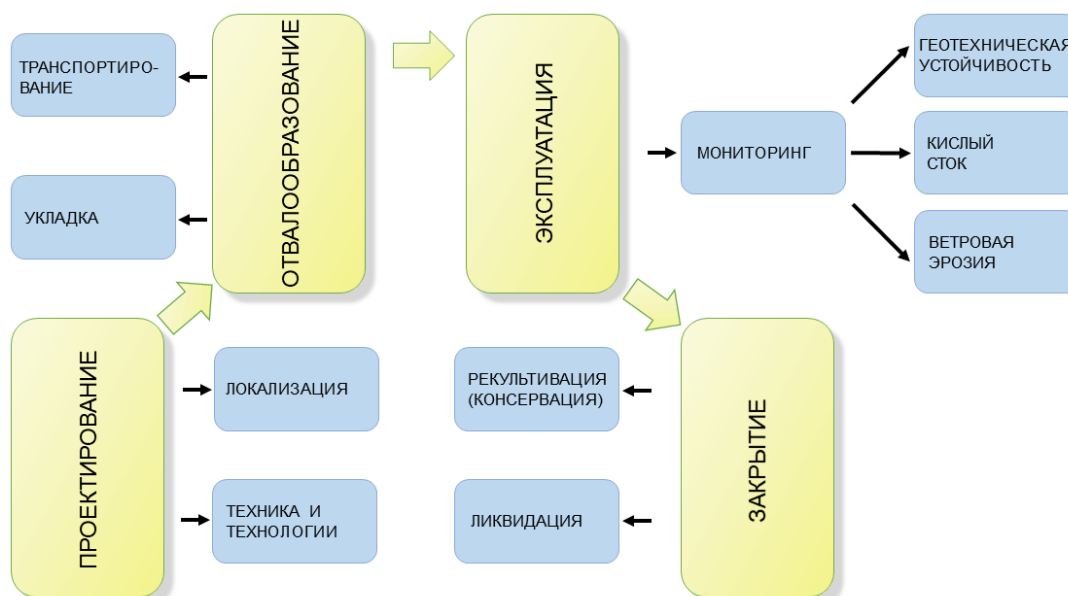 ТРАНСПОРТИРО-
ВАНИЕ
УКЛАДКА
ОТВАЛООБРАЗОВАНИЕ
ЭКСПЛУАТАЦИЯ
МОНИТОРИНГ
ГЕОТЕХНИЧЕСКАЯ
УСТОЙЧИВОСТЬ
КИСЛЫЙ
СТОК
ВЕТРОВАЯ
ЭРОЗИЯ
ПРОЕКТИРОВАНИЕ
ЛОКАЛИЗАЦИЯ
ТЕХНИКА И
ТЕХНОЛОГИИ
РЕКУЛЬТИВАЦИЯ
(КОНСЕРВАЦИЯ)
ЛИКВИДАЦИЯ
ЗАКРЫТИЕ